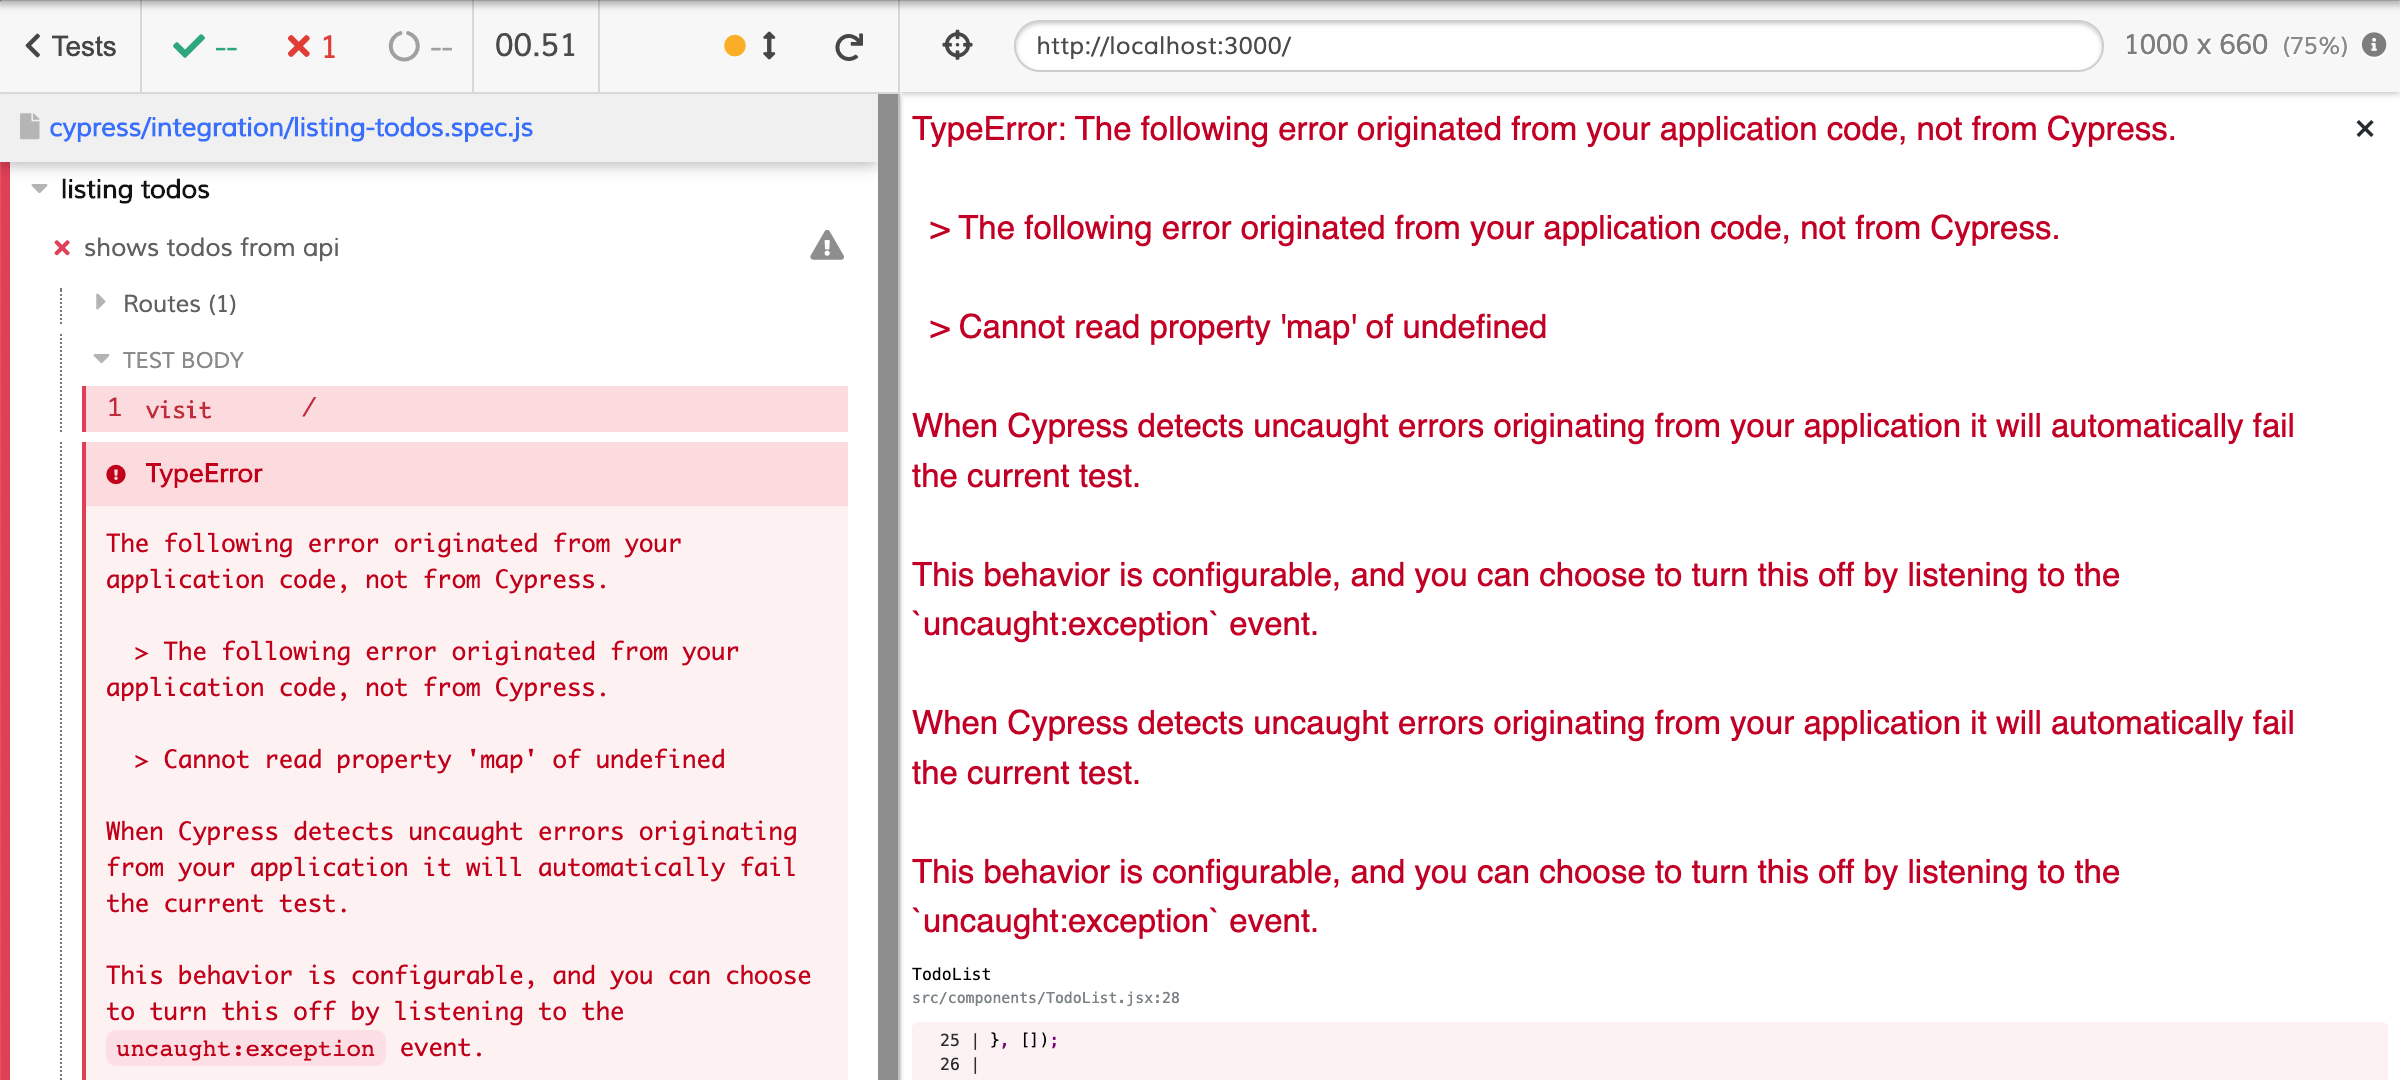 Tests
--
1
--
00.51
http://localhost:3000/
1000 x 660 (75%)
cypress/integration/listing-todos.spec.js
listing todos
shows todos from api
Routes (1)
TEST BODY
1 visit /
TypeError
The following error originated from your
application code, not from Cypress.
> The following error originated from your
application code, not from Cypress.
> Cannot read property 'map' of undefined
When Cypress detects uncaught errors originating
from your application it will automatically fail
the current test.
This behavior is configurable, and you can choose
to turn this off by listening to the
uncaught:exception event.
TypeError: The following error originated from your application code, not from Cypress.
> The following error originated from your application code, not from Cypress.
> Cannot read property 'map' of undefined
When Cypress detects uncaught errors originating from your application it will automatically fail
the current test.
This behavior is configurable, and you can choose to turn this off by listening to the
`uncaught:exception` event.
When Cypress detects uncaught errors originating from your application it will automatically fail
the current test.
This behavior is configurable, and you can choose to turn this off by listening to the
`uncaught:exception` event.
TodoList
src/components/TodoList.jsx:28
25 | }, []);
26 |